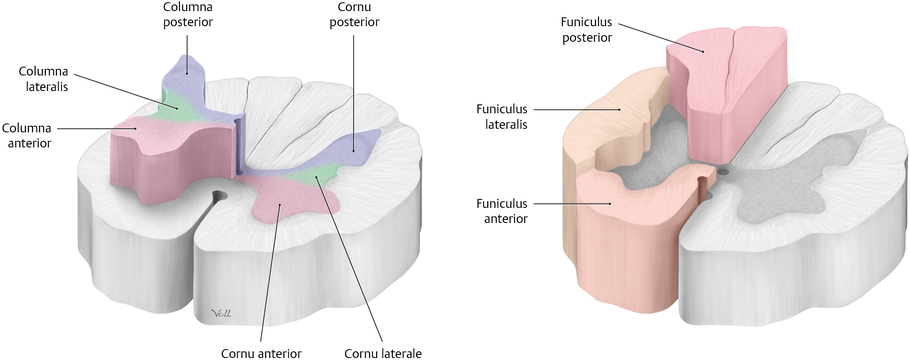 Columna
posterior
Cornu
posterior
Columna
lateralis
Columna
anterior
Cornu anterior
Cornu laterale
Voll
Funiculus
posterior
Funiculus
lateralis
Funiculus
anterior